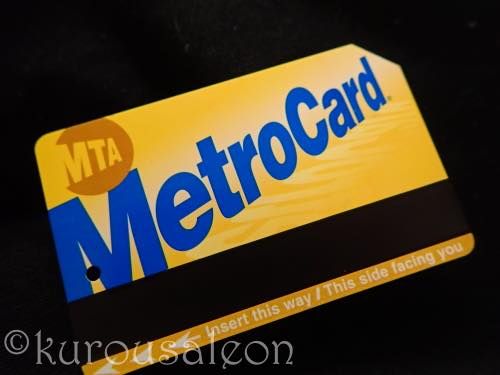 MTA
MetroCard®
Insert this way / This side facing you
©kurousaleon